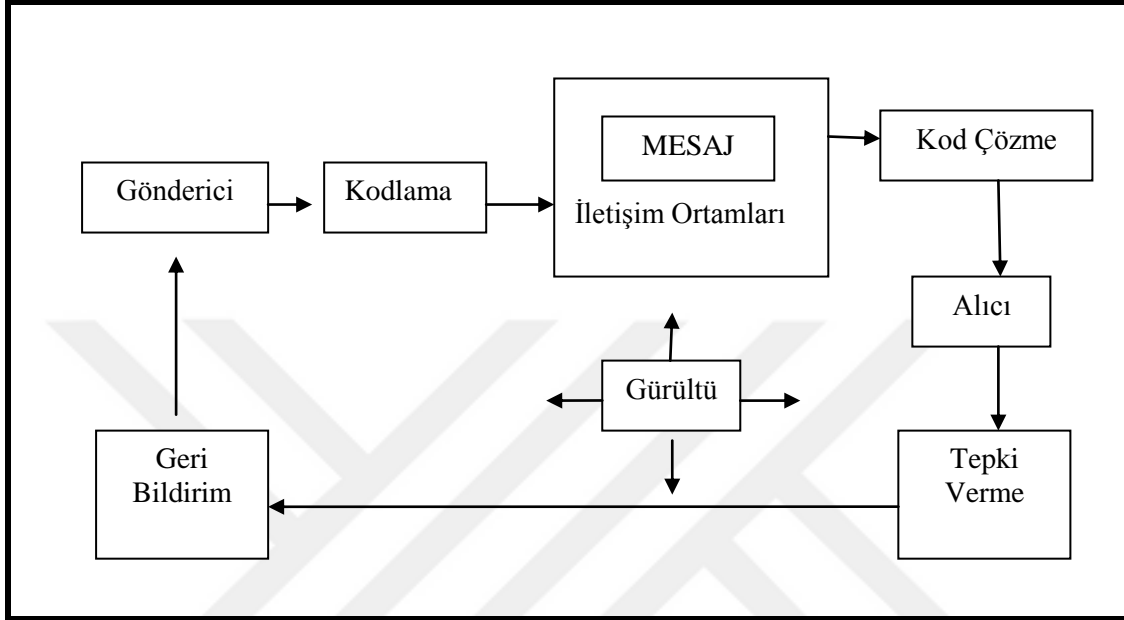 Gönderici
Kodlama
MESAJ
İletişim Ortamları
Kod Çözme
Alıcı
Gürültü
Geri
Bildirim
Tepki
Verme